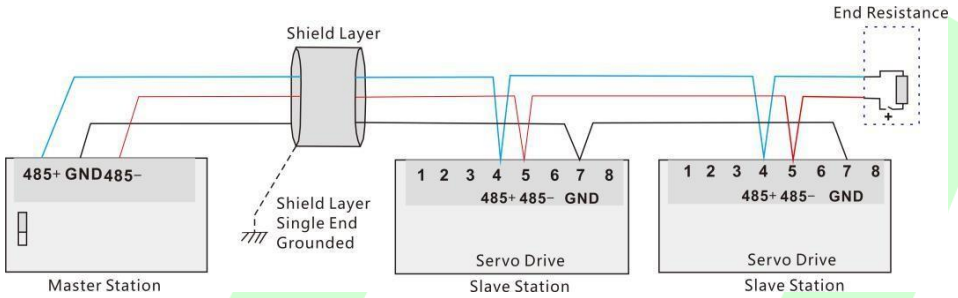 End Resistance
Shield Layer
+
485+ GND 485−
1 2 3 4 5 6 7 8
485+ 485− GND
1 2 3 4 5 6 7 8
485+ 485− GND
Shield Layer
Single End
Grounded
Servo Drive
Servo Drive
Master Station
Slave Station
Slave Station